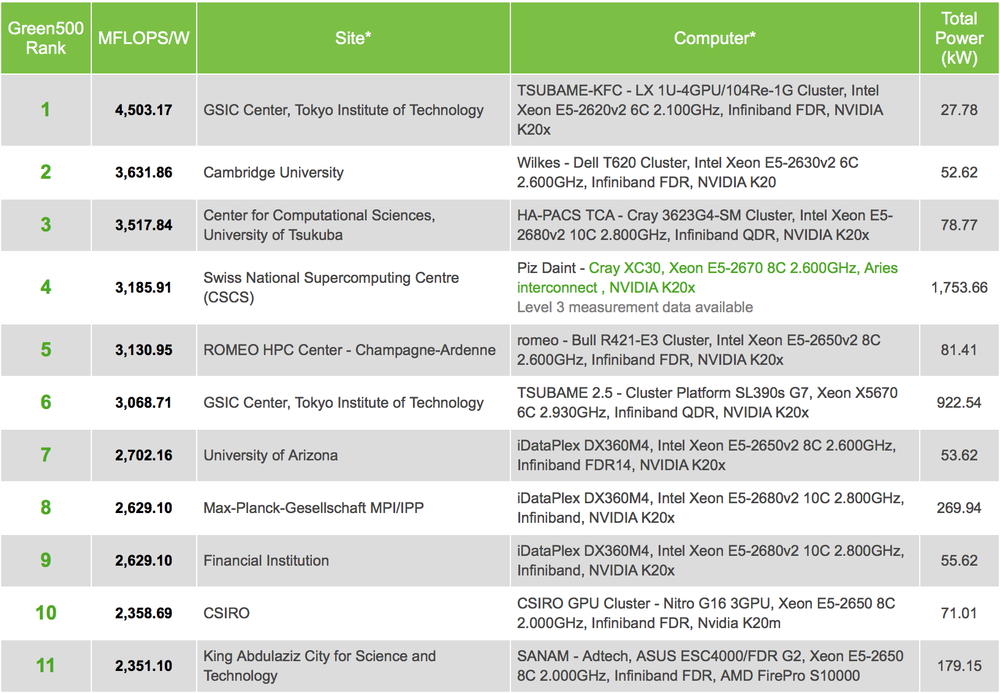 Green500 Rank
MFLOPS/W
Site*
Computer*
Total Power (kW)
1
4,503.17
GSIC Center, Tokyo Institute of Technology
TSUBAME-KFC - LX 1U-4GPU/104Re-1G Cluster, Intel
Xeon E5-2620v2 6C 2.100GHz, Infiniband FDR, NVIDIA
K20x
27.78
2
3,631.86
Cambridge University
Wilkes - Dell T620 Cluster, Intel Xeon E5-2630v2 6C
2.600GHz, Infiniband FDR, NVIDIA K20
52.62
3
3,517.84
Center for Computational Sciences,
University of Tsukuba
HA-PACS TCA - Cray 3623G4-SM Cluster, Intel Xeon E5-
2680v2 10C 2.800GHz, Infiniband QDR, NVIDIA K20x
78.77
4
3,185.91
Swiss National Supercomputing Centre
(CSCS)
Piz Daint - Cray XC30, Xeon E5-2670 8C 2.600GHz, Aries
interconnect , NVIDIA K20x
Level 3 measurement data available
1,753.66
5
3,130.95
ROMEO HPC Center - Champagne-Ardenne
romeo - Bull R421-E3 Cluster, Intel Xeon E5-2650v2 8C
2.600GHz, Infiniband FDR, NVIDIA K20x
81.41
6
3,068.71
GSIC Center, Tokyo Institute of Technology
TSUBAME 2.5 - Cluster Platform SL390s G7, Xeon X5670
6C 2.930GHz, Infiniband QDR, NVIDIA K20x
922.54
7
2,702.16
University of Arizona
iDataPlex DX360M4, Intel Xeon E5-2650v2 8C 2.600GHz,
Infiniband FDR14, NVIDIA K20x
53.62
8
2,629.10
Max-Planck-Gesellschaft MPI/IPP
iDataPlex DX360M4, Intel Xeon E5-2680v2 10C 2.800GHz,
Infiniband, NVIDIA K20x
269.94
9
2,629.10
Financial Institution
iDataPlex DX360M4, Intel Xeon E5-2680v2 10C 2.800GHz,
Infiniband, NVIDIA K20x
55.62
10
2,358.69
CSIRO
CSIRO GPU Cluster - Nitro G16 3GPU, Xeon E5-2650 8C
2.000GHz, Infiniband FDR, Nvidia K20m
71.01
11
2,351.10
King Abdulaziz City for Science and
Technology
SANAM - Adtech, ASUS ESC4000/FDR G2, Xeon E5-2650
8C 2.000GHz, Infiniband FDR, AMD FirePro S10000
179.15